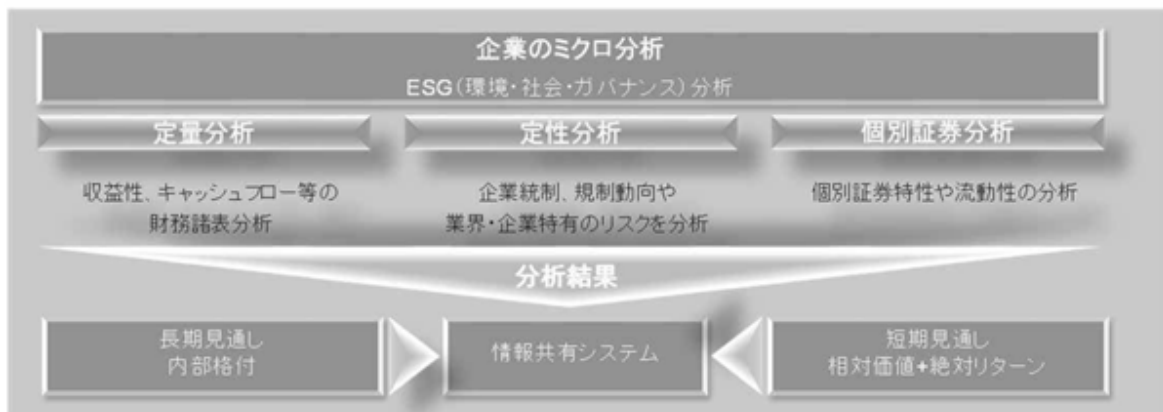 企業のミクロ分析
ESG(環境・社会・ガバナンス)分析
定量分析
定性分析
個別証券分析
収益性、キャッシュフロー等の
財務諸表分析
企業統制、規制動向や
業界・企業特有のリスクを分析
個別証券特性や流動性の分析
分析結果
長期見通し
内部格付
情報共有システム
短期見通し
相対価値+絶対リターン